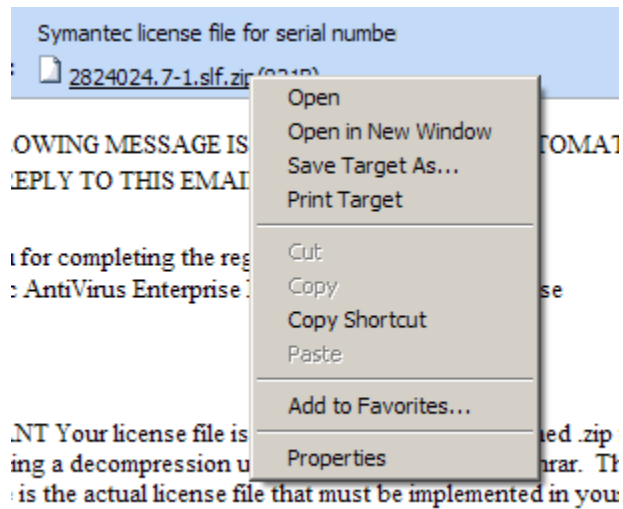 Symantec license file for serial numbe
2824024.7-1.slf.zip
Open
OWING MESSAGE IS
Open in New Window
TOMAT
Save Target As...
EPLY TO THIS EMAI
Print Target
Cut
u for completing the reg
Copy
c AntiVirus Enterprise
se
Copy Shortcut
Paste
Add to Favorites...
NT Your license file is
ed .zip
Properties
ing a decompression u
nrar. Th
is the actual license file that must be implemented in your